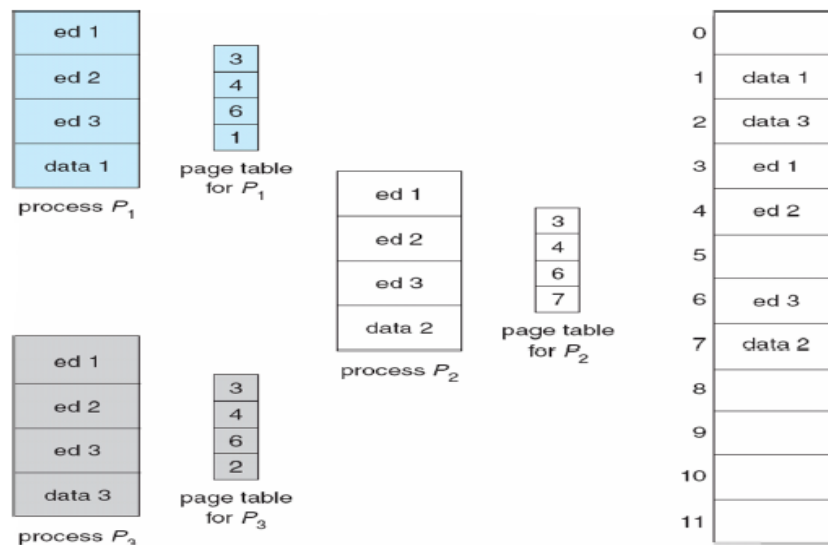 ed 1
ed 2
ed 3
data 1
process P1
3
4
6
1
page table
for P1
ed 1
ed 2
ed 3
data 2
process P2
3
4
6
7
page table
for P2
ed 1
ed 2
ed 3
data 3
process P3
3
4
6
2
page table
for P3
0
1 data 1
2 data 3
3 ed 1
4 ed 2
5
6 ed 3
7 data 2
8
9
10
11